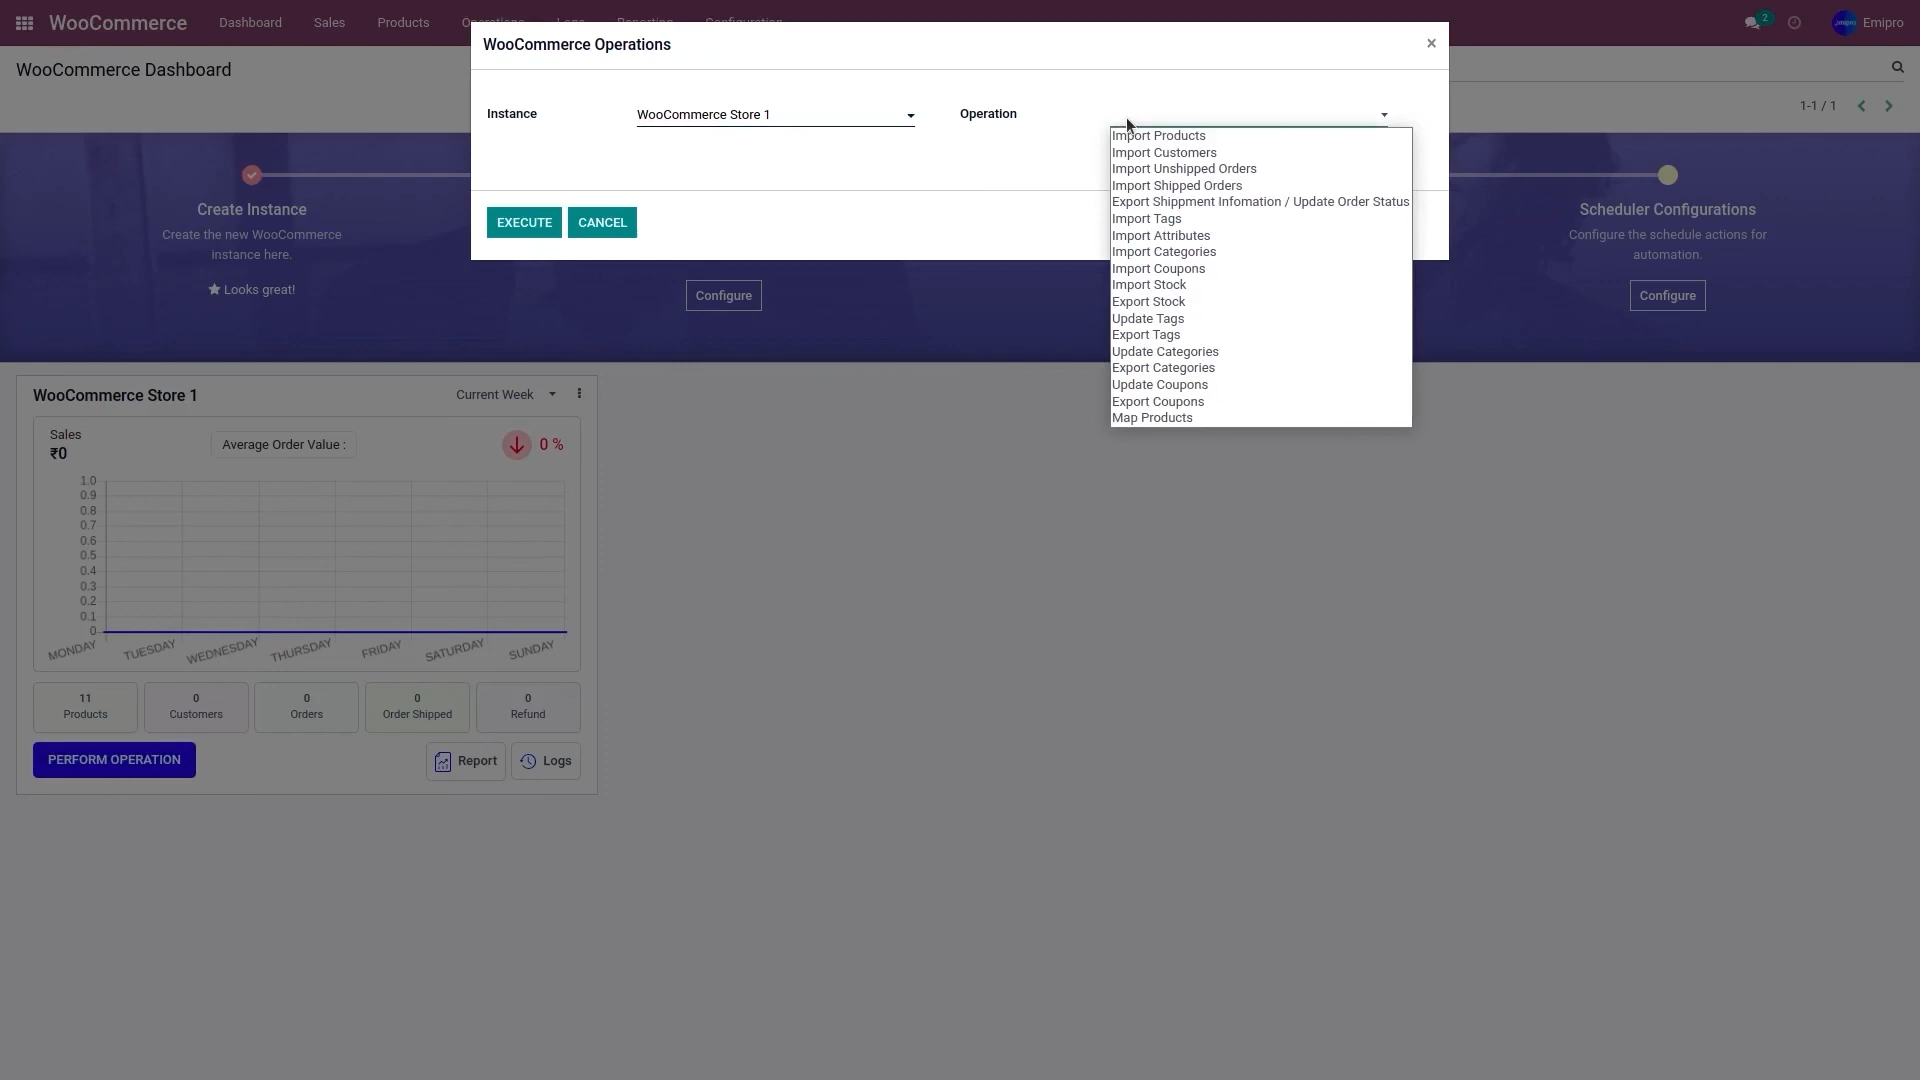 WooCommerce
Dashboard
Sales
Products
Operations
Logs
Reporting
Configuration
2
Emipro
WooCommerce Dashboard
1-1 / 1
WooCommerce Operations
×
Instance
WooCommerce Store 1
Operation
Import Products
Import Customers
Import Unshipped Orders
Import Shipped Orders
Export Shippment Infomation / Update Order Status
Import Tags
Import Attributes
Import Categories
Import Coupons
Import Stock
Export Stock
Update Tags
Export Tags
Update Categories
Export Categories
Update Coupons
Export Coupons
Map Products
EXECUTE
CANCEL
Create Instance
Create the new WooCommerce
instance here.
Looks great!
Configure
Scheduler Configurations
Configure the schedule actions for
automation.
Configure
WooCommerce Store 1
Current Week
Sales
₹0
Average Order Value :
0 %
1.0
0.9
0.8
0.7
0.6
0.5
0.4
0.3
0.2
0.1
0
MONDAY
TUESDAY
WEDNESDAY
THURSDAY
FRIDAY
SATURDAY
SUNDAY
11
Products
0
Customers
0
Orders
0
Order Shipped
0
Refund
PERFORM OPERATION
Report
Logs